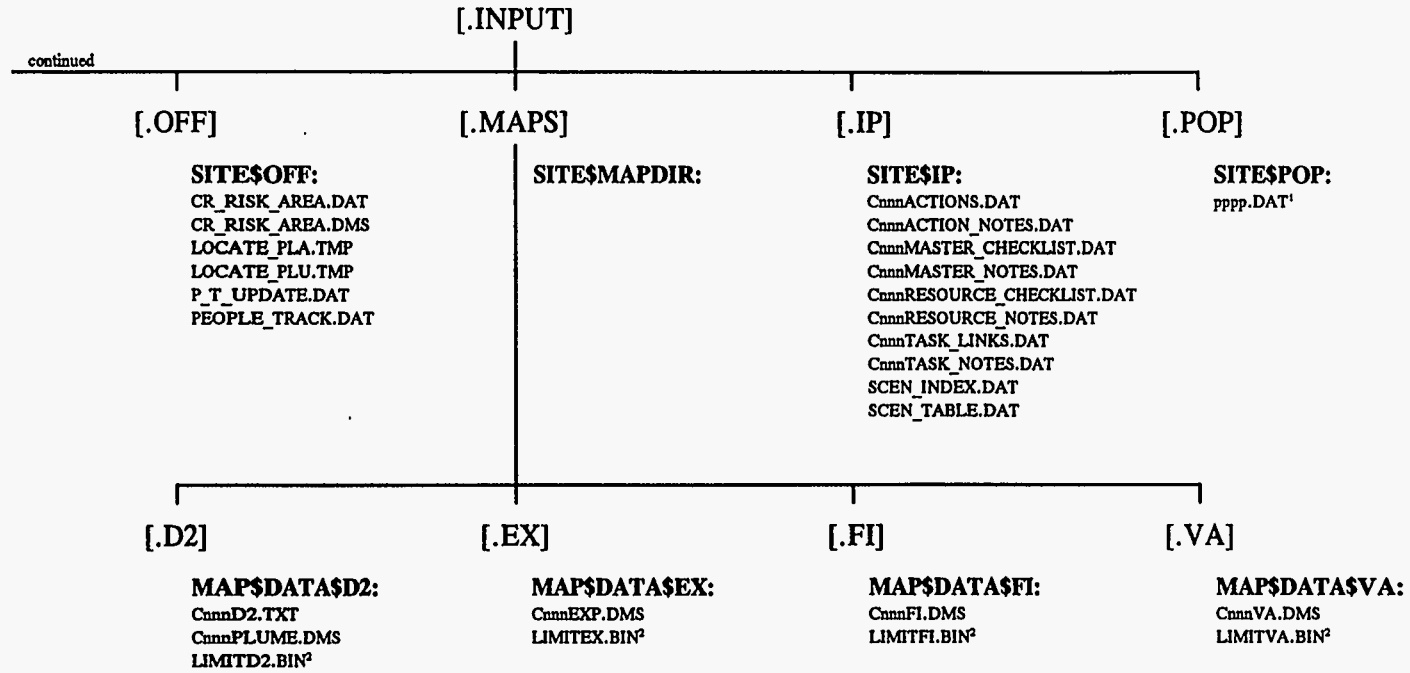 [.INPUT]
continued
[.OFF] [.MAPS] [.IP] [.POP]
SITE$OFF:
CR_RISK_AREA.DAT
CR_RISK_AREA.DMS
LOCATE_PLA.TMP
LOCATE_PLU.TMP
P_T_UPDATE.DAT
PEOPLE_TRACK.DAT
SITE$MAPDIR:
SITE$IP:
CnnnACTIONS.DAT
CnnnACTION_NOTES.DAT
CnnnMASTER_CHECKLIST.DAT
CnnnMASTER_NOTES.DAT
CnnnRESOURCE_CHECKLIST.DAT
CnnnRESOURCE_NOTES.DAT
CnnnTASK_LINKS.DAT
CnnnTASK_NOTES.DAT
SCEN_INDEX.DAT
SCEN_TABLE.DAT
SITE$POP:
pppp.DAT¹
[.D2] [.EX] [.FI] [.VA]
MAP$DATA$D2:
CnnnD2.TXT
CnnnPLUME.DMS
LIMITD2.BIN²
MAP$DATA$EX:
CnnnEXP.DMS
LIMITEX.BIN²
MAP$DATA$FI:
CnnnFI.DMS
LIMITFI.BIN²
MAP$DATA$VA:
CnnnVA.DMS
LIMITVA.BIN²